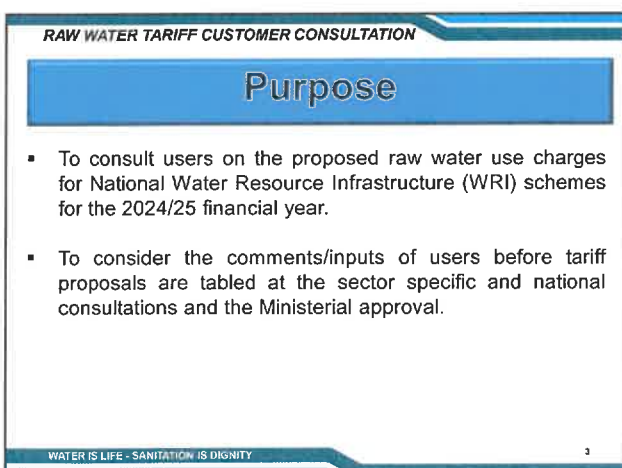 RAW WATER TARIFF CUSTOMER CONSULTATION
Purpose
▪ To consult users on the proposed raw water use charges
for National Water Resource Infrastructure (WRI) schemes
for the 2024/25 financial year.
▪ To consider the comments/inputs of users before tariff
proposals are tabled at the sector specific and national
consultations and the Ministerial approval.
WATER IS LIFE - SANITATION IS DIGNITY
3